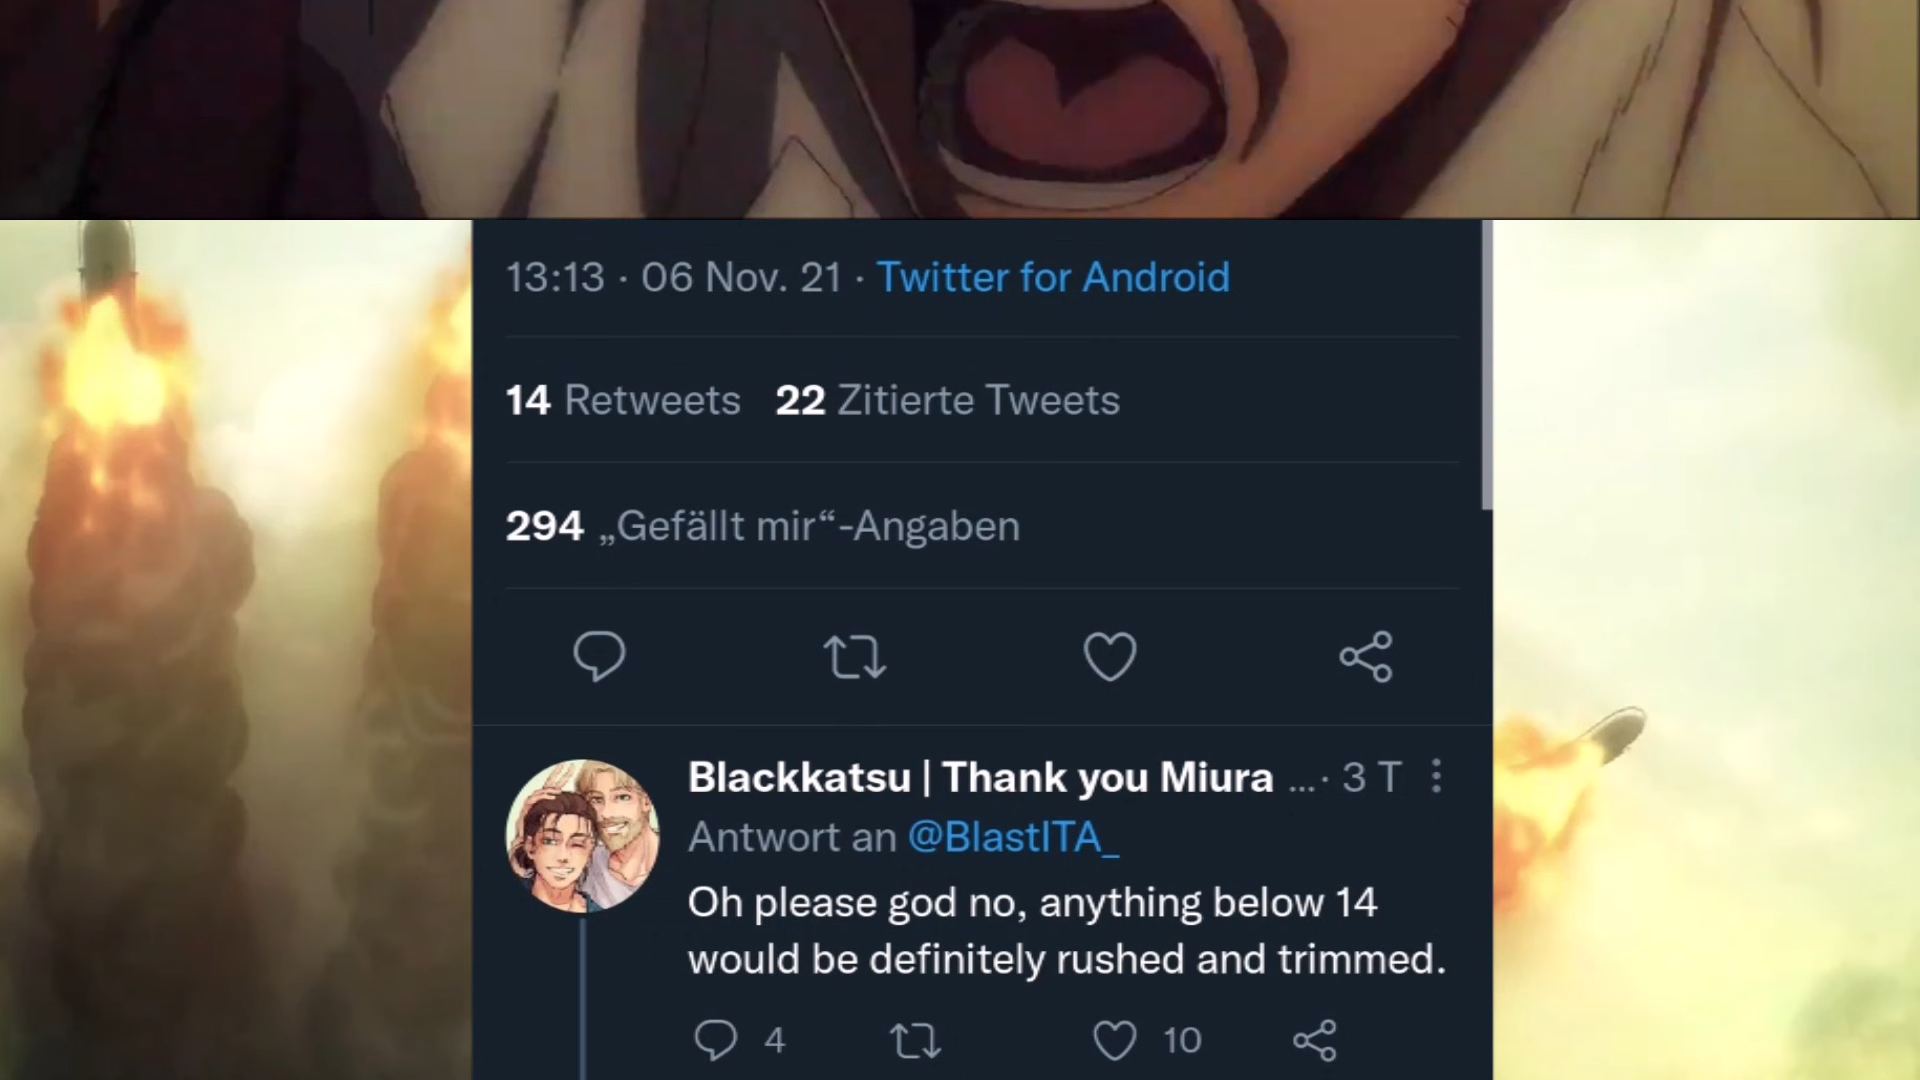 13:13 · 06 Nov. 21 · Twitter for Android
14 Retweets 22 Zitierte Tweets
294 „Gefällt mir“-Angaben
Blackkatsu | Thank you Miura ... · 3 T
Antwort an @BlastITA_
Oh please god no, anything below 14
would be definitely rushed and trimmed.
4 10